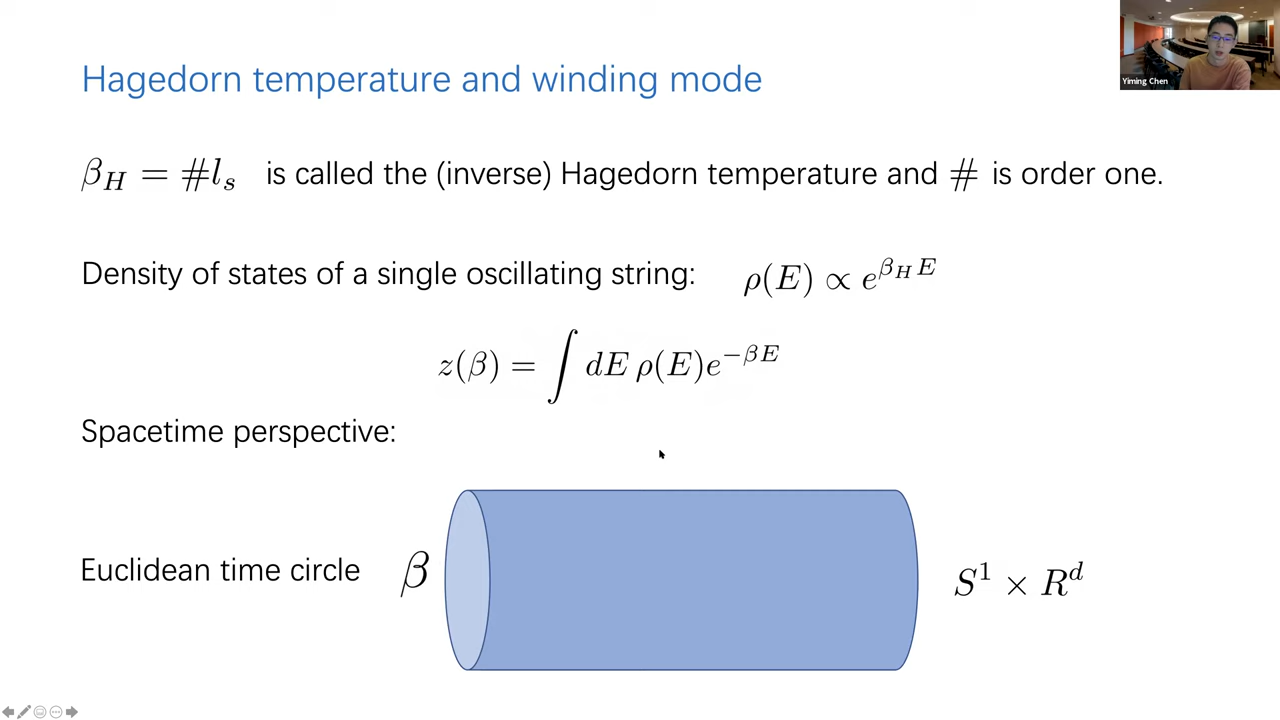 Hagedorn temperature and winding mode
Yiming Chen
β_H = #l_s is called the (inverse) Hagedorn temperature and # is order one.
Density of states of a single oscillating string: ρ(E) ∝ e^{β_H E}
z(β) = ∫ dE ρ(E)e^{−βE}
Spacetime perspective:
Euclidean time circle β S^1 × R^d